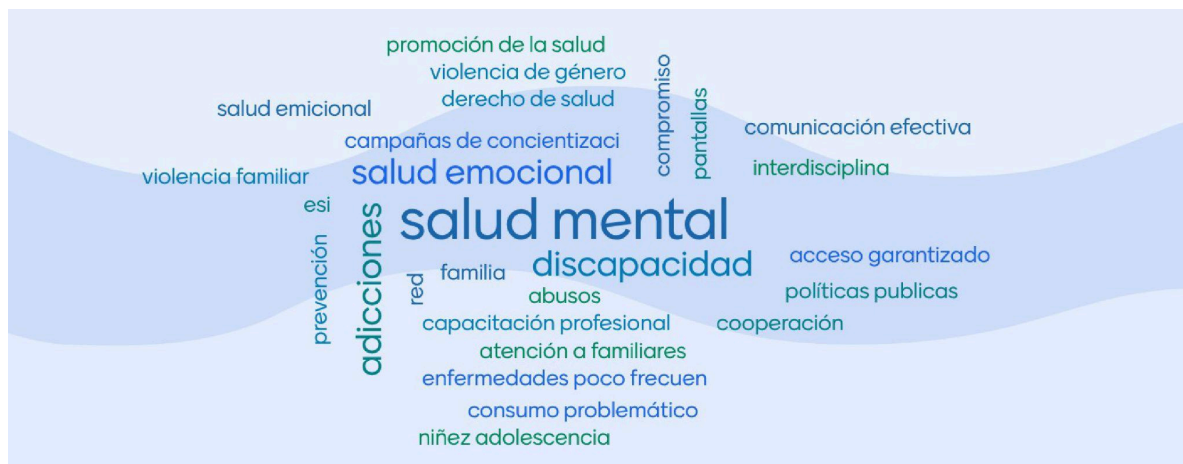 promoción de la salud
violencia de género
derecho de salud
compromiso
pantallas
salud emicional
comunicación efectiva
campañas de concientizaci
interdisciplina
violencia familiar
salud emocional
esi
adicciones
salud mental
prevención
red
familia
discapacidad
acceso garantizado
abusos
políticas publicas
capacitación profesional
cooperación
atención a familiares
enfermedades poco frecuen
consumo problemático
niñez adolescencia